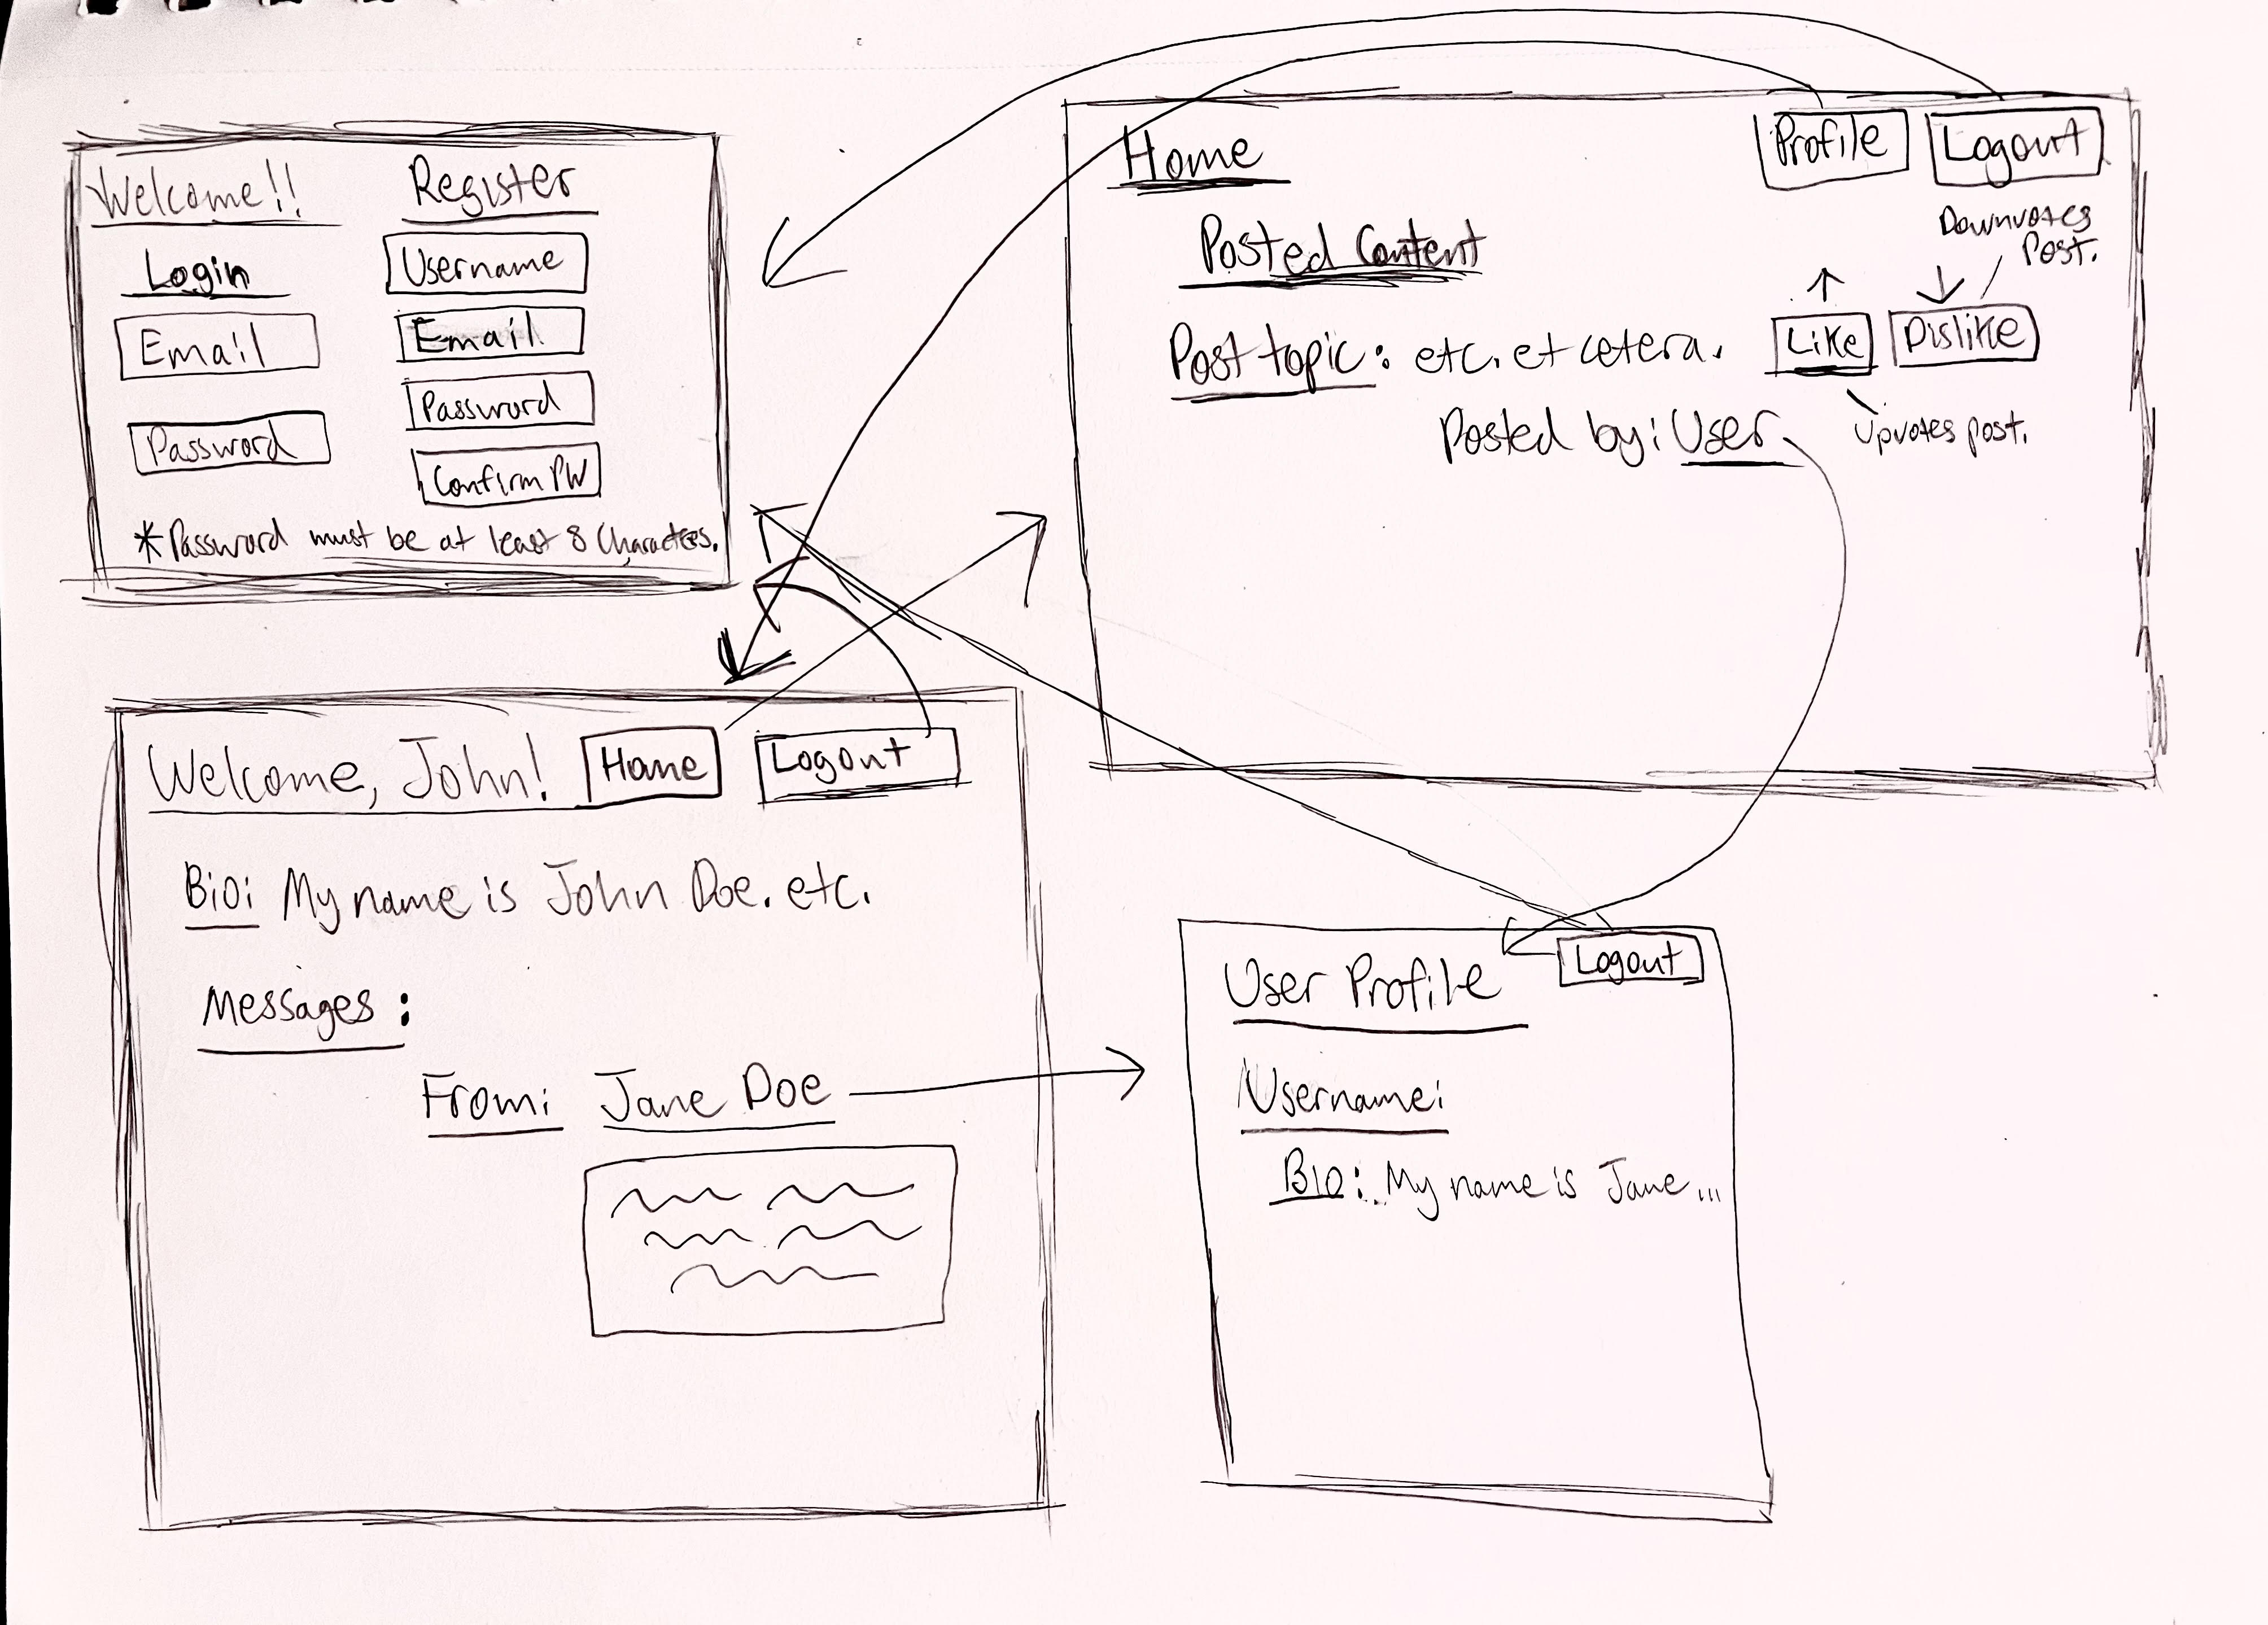 Welcome!!
Login
Email
Password
Register
Username
Email
Password
Confirm PW
*Password must be at least 8 Characters.
Home
Profile
Logout
Posted Content
Downvotes
Post.
Post topic: etc. et cetera.
Like
Dislike
Posted by: User
Upvotes post.
Welcome, John!
Home
Logout
Bio: My name is John Doe. etc.
Messages:
From: Jane Doe
User Profile
Logout
Username:
Bio: My name is Jane...